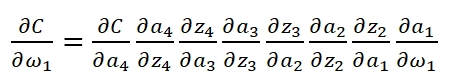 ∂C/∂ω₁ = ∂C/∂a₄ ∂a₄/∂z₄ ∂z₄/∂a₃ ∂a₃/∂z₃ ∂z₃/∂a₂ ∂a₂/∂z₂ ∂z₂/∂a₁ ∂a₁/∂ω₁